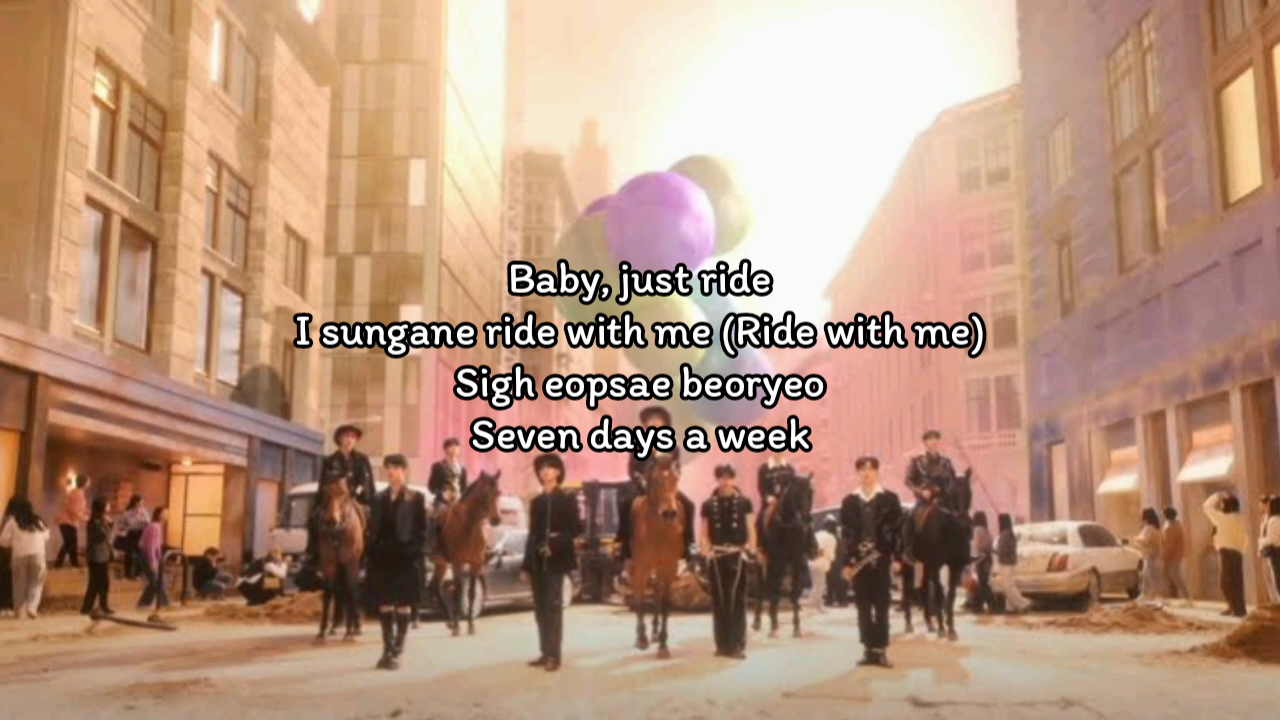 Baby, just ride
I sungane ride with me (Ride with me)
Sigh eopsae beoryeo
Seven days a week